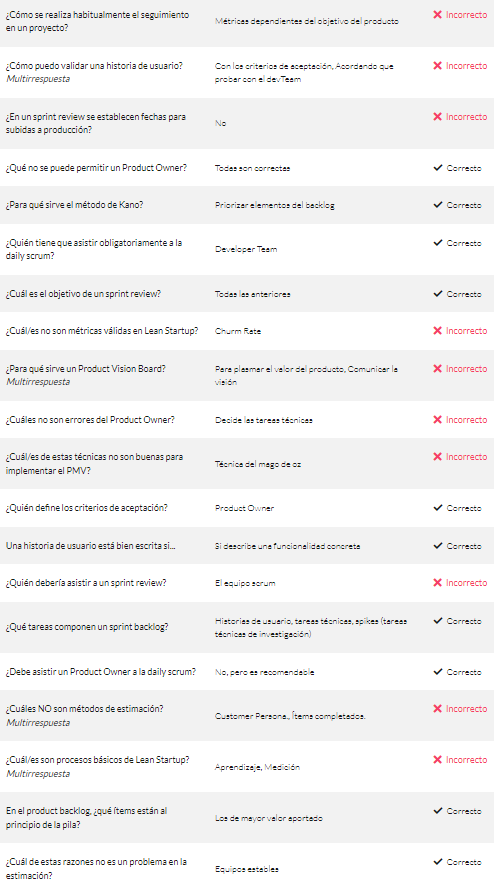 ¿Cómo se realiza habitualmente el seguimiento
en un proyecto?
Métricas dependientes del objetivo del producto
Incorrecto
¿Cómo puedo validar una historia de usuario?
Multirrespuesta
Con los criterios de aceptación, Acordando que
probar con el devTeam
Incorrecto
¿En un sprint review se establecen fechas para
subidas a producción?
No
Incorrecto
¿Qué no se puede permitir un Product Owner?
Todas son correctas
Correcto
¿Para qué sirve el método de Kano?
Priorizar elementos del backlog
Correcto
¿Quién tiene que asistir obligatoriamente a la
daily scrum?
Developer Team
Correcto
¿Cuál es el objetivo de un sprint review?
Todas las anteriores
Correcto
¿Cuál/es no son métricas válidas en Lean Startup?
Churm Rate
Incorrecto
¿Para qué sirve un Product Vision Board?
Multirrespuesta
Para plasmar el valor del producto, Comunicar la
visión
Incorrecto
¿Cuáles no son errores del Product Owner?
Decide las tareas técnicas
Incorrecto
¿Cuál/es de estas técnicas no son buenas para
implementar el PMV?
Técnica del mago de oz
Incorrecto
¿Quién define los criterios de aceptación?
Product Owner
Correcto
Una historia de usuario está bien escrita si...
Si describe una funcionalidad concreta
Correcto
¿Quién debería asistir a un sprint review?
El equipo scrum
Incorrecto
¿Qué tareas componen un sprint backlog?
Historias de usuario, tareas técnicas, spikes (tareas
técnicas de investigación)
Correcto
¿Debe asistir un Product Owner a la daily scrum?
No, pero es recomendable
Correcto
¿Cuáles NO son métodos de estimación?
Multirrespuesta
Customer Persona., Ítems completados.
Incorrecto
¿Cuál/es son procesos básicos de Lean Startup?
Multirrespuesta
Aprendizaje, Medición
Incorrecto
En el product backlog, ¿qué ítems están al
principio de la pila?
Los de mayor valor aportado
Correcto
¿Cuál de estas razones no es un problema en la
estimación?
Equipos estables
Correcto